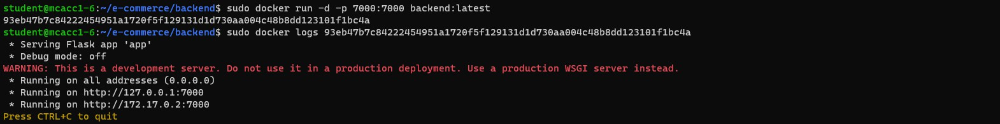 student@mcacc1-6:~/e-commerce/backend$ sudo docker run -d -p 7000:7000 backend:latest
93eb47b7c84222454951a1720f5f129131d1d730aa004c48b8dd123101f1bc4a
student@mcacc1-6:~/e-commerce/backend$ sudo docker logs 93eb47b7c84222454951a1720f5f129131d1d730aa004c48b8dd123101f1bc4a
 * Serving Flask app 'app'
 * Debug mode: off
WARNING: This is a development server. Do not use it in a production deployment. Use a production WSGI server instead.
 * Running on all addresses (0.0.0.0)
 * Running on http://127.0.0.1:7000
 * Running on http://172.17.0.2:7000
Press CTRL+C to quit